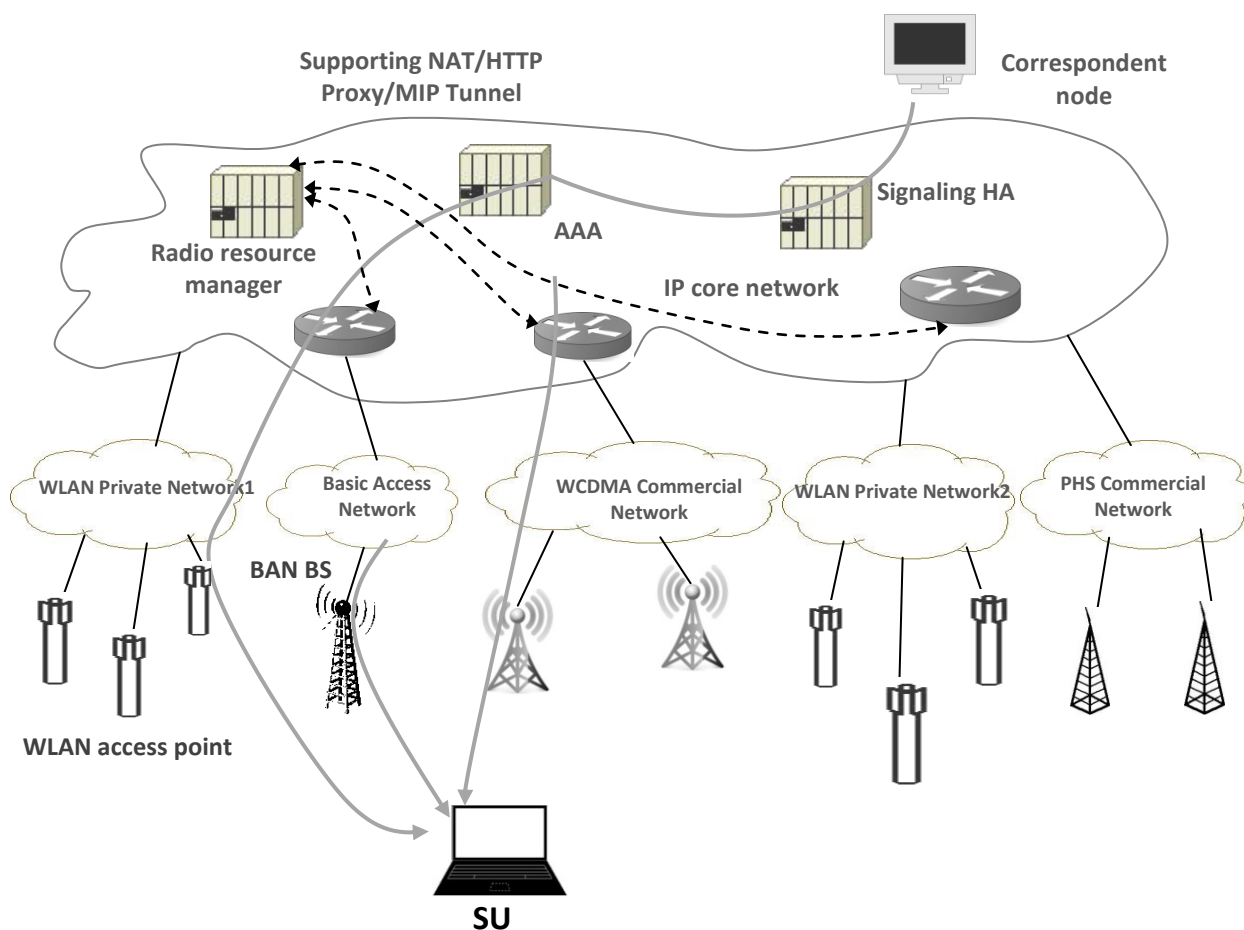 Supporting NAT/HTTP
Proxy/MIP Tunnel
Correspondent
node
Signaling HA
AAA
Radio resource
manager
IP core network
WLAN Private Network1
Basic Access
Network
WCDMA Commercial
Network
WLAN Private Network2
PHS Commercial
Network
BAN BS
WLAN access point
SU